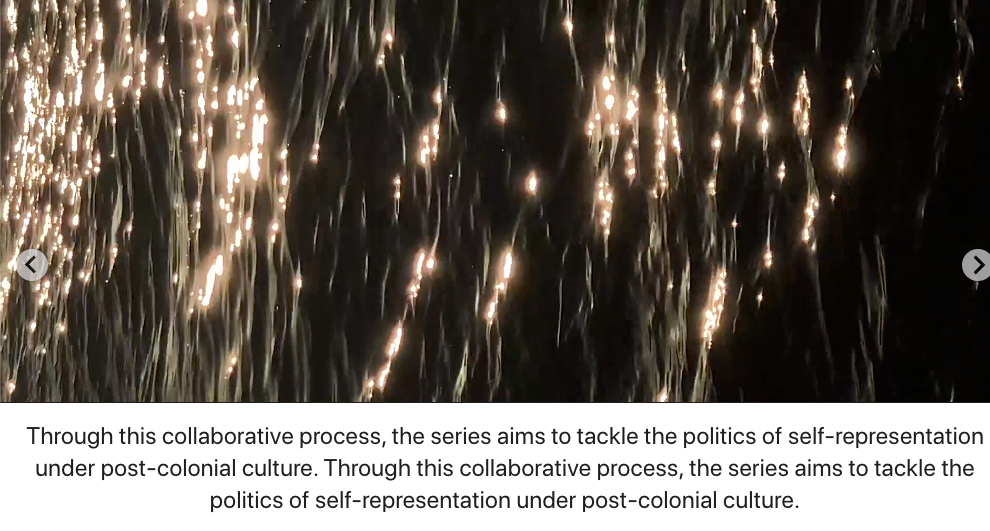 Through this collaborative process, the series aims to tackle the politics of self-representation
under post-colonial culture. Through this collaborative process, the series aims to tackle the
politics of self-representation under post-colonial culture.